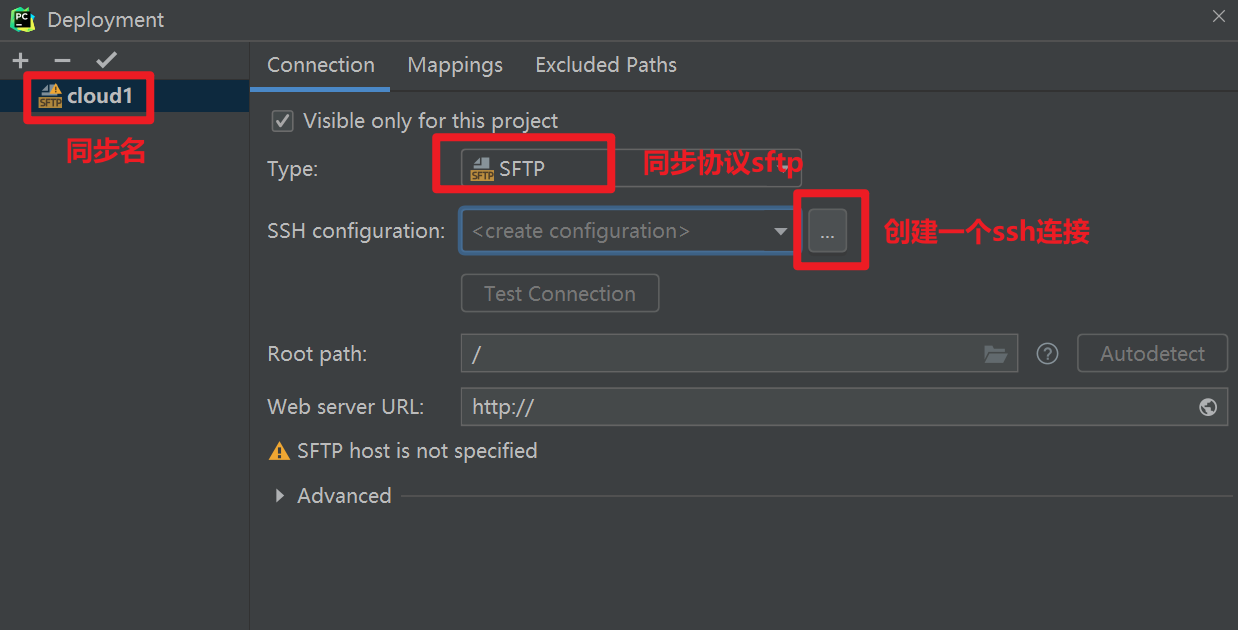 PC Deployment
Connection Mappings Excluded Paths
SFTP cloud1
同步名
Visible only for this project
Type: SFTP SFTP 同步协议sftp
SSH configuration: <create configuration> ... 创建一个ssh连接
Test Connection
Root path: / ? Autodetect
Web server URL: http://
SFTP host is not specified
Advanced